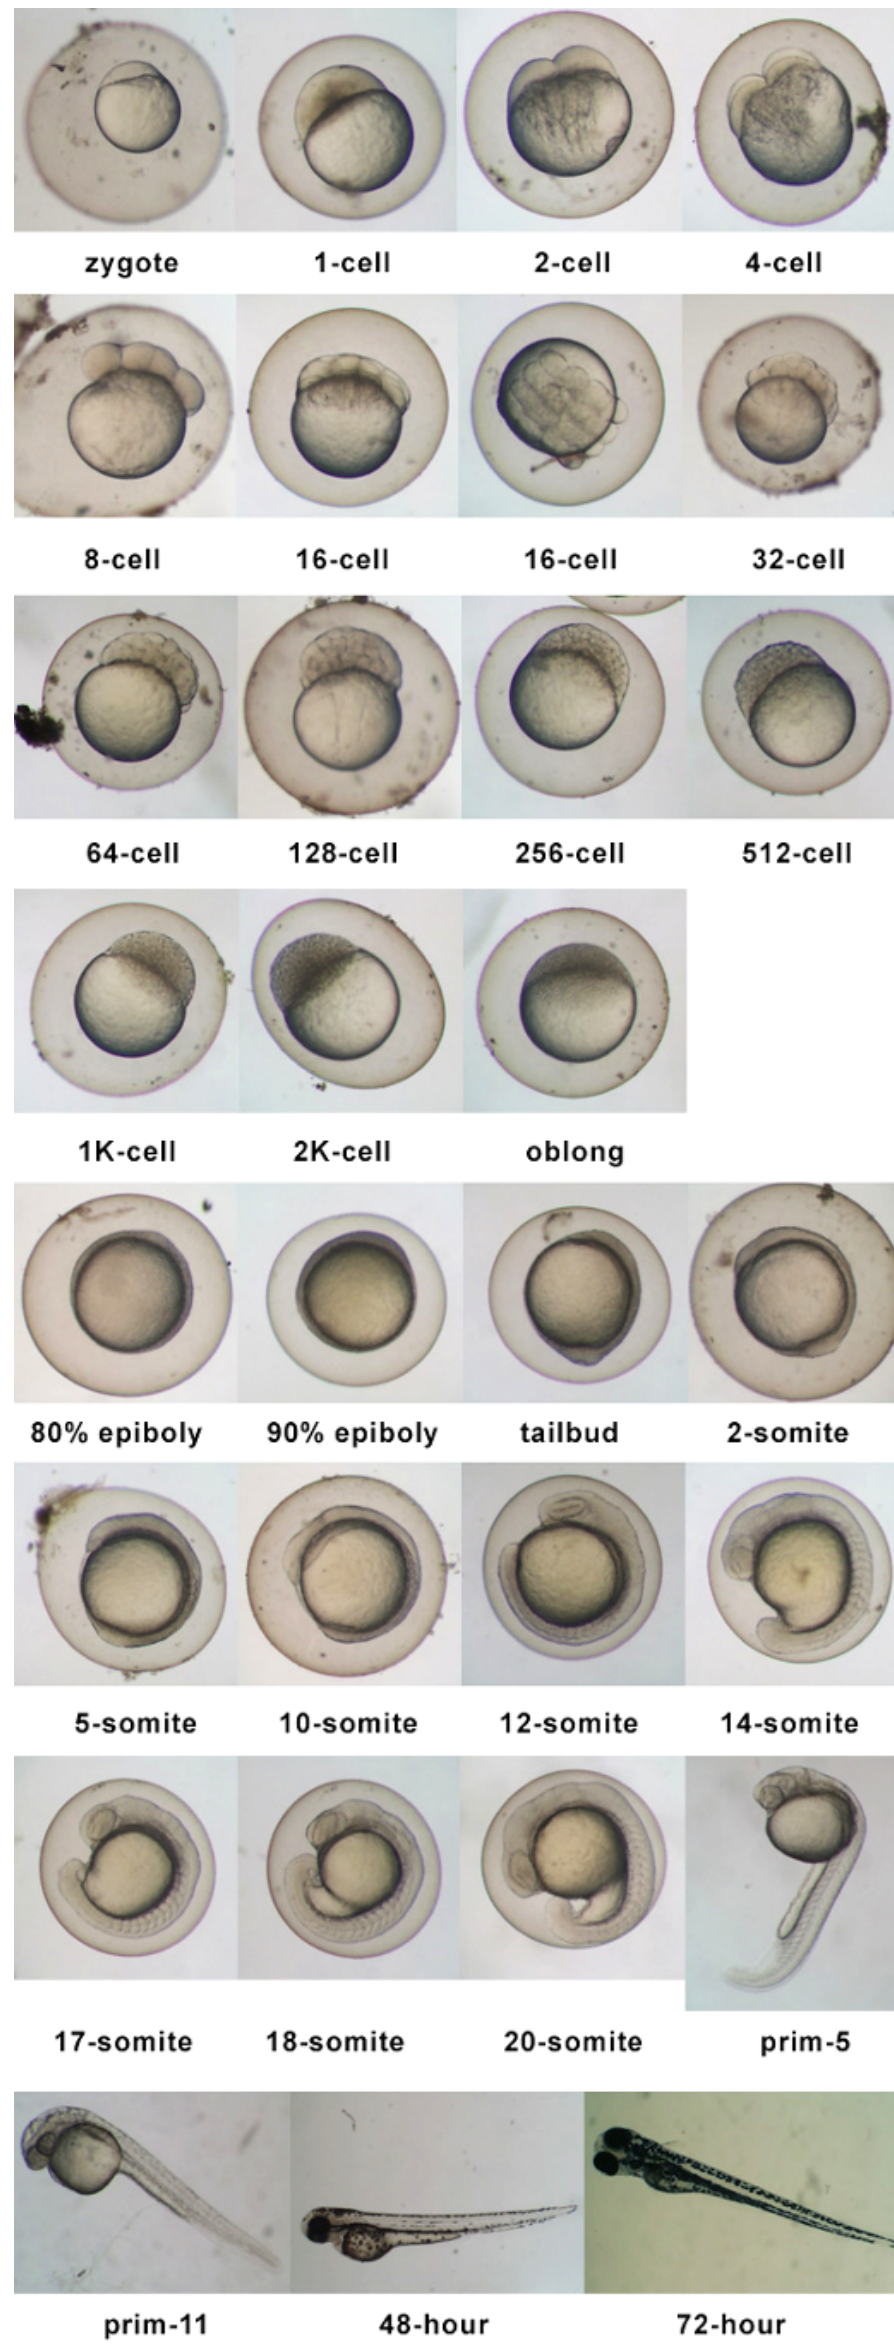 zygote 1-cell 2-cell 4-cell
8-cell 16-cell 16-cell 32-cell
64-cell 128-cell 256-cell 512-cell
1K-cell 2K-cell oblong
80% epiboly 90% epiboly tailbud 2-somite
5-somite 10-somite 12-somite 14-somite
17-somite 18-somite 20-somite prim-5
prim-11 48-hour 72-hour